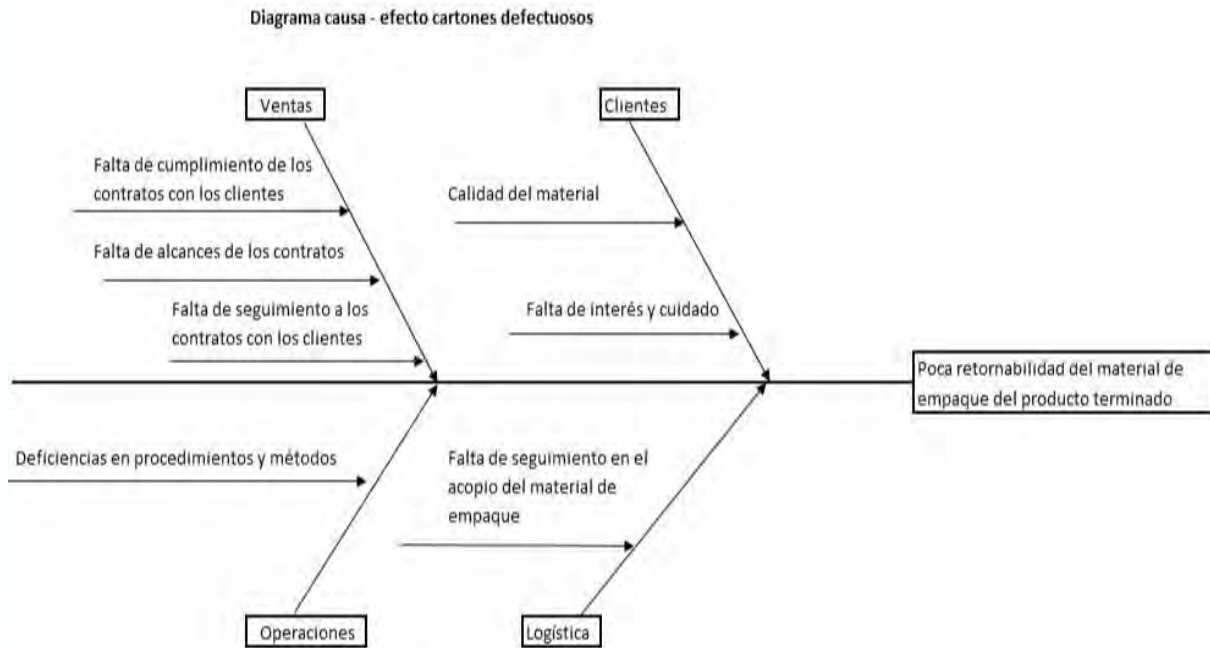 Diagrama causa - efecto cartones defectuosos
Ventas
Clientes
Falta de cumplimiento de los
contratos con los clientes
Calidad del material
Falta de alcances de los contratos
Falta de seguimiento a los
contratos con los clientes
Falta de interés y cuidado
Poca retornabilidad del material de
empaque del producto terminado
Deficiencias en procedimientos y métodos
Falta de seguimiento en el
acopio del material de
empaque
Operaciones
Logística